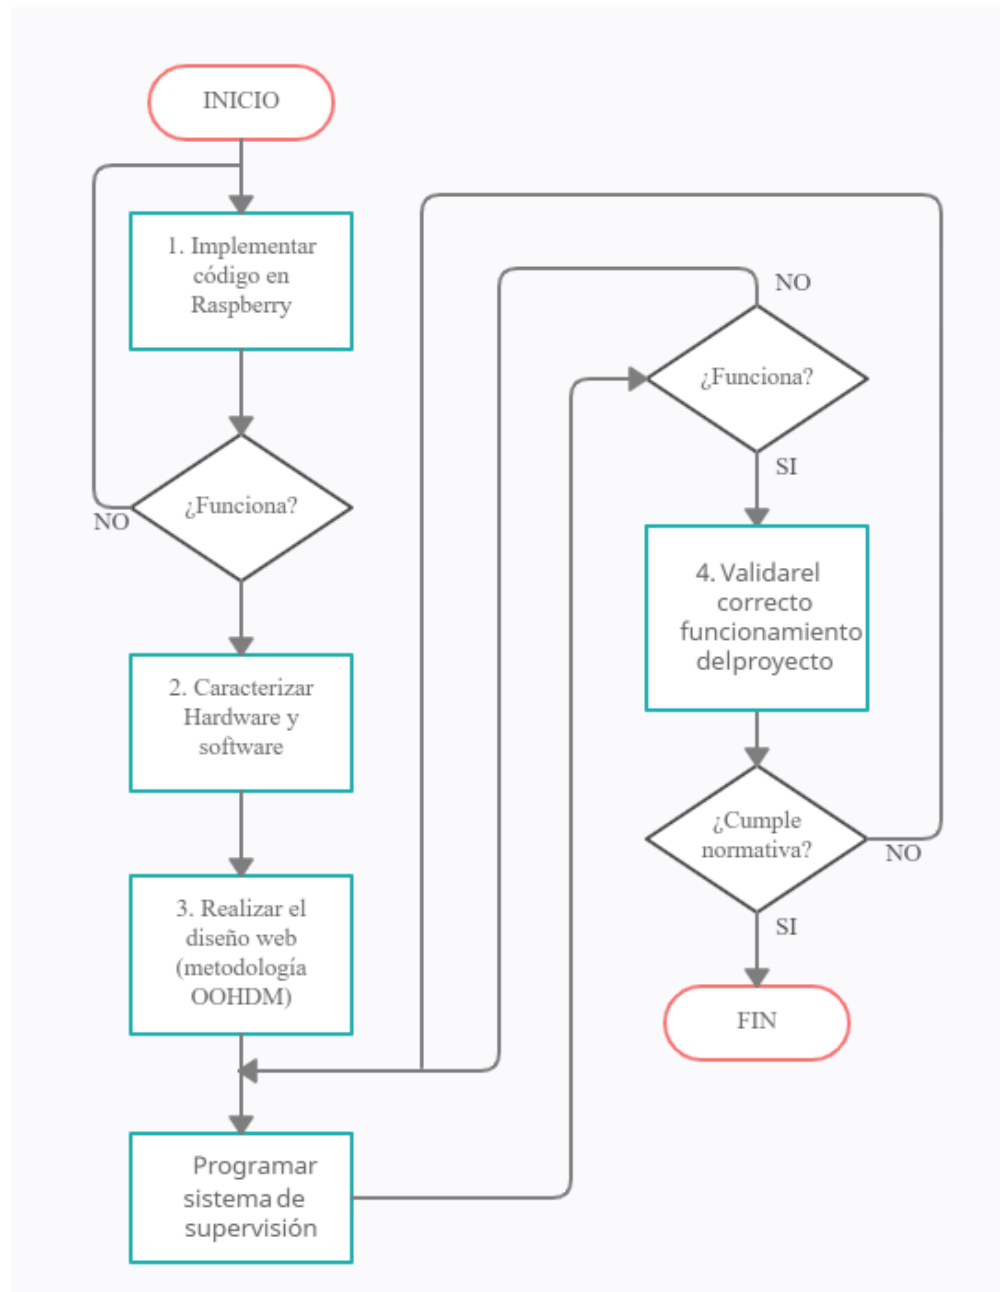 INICIO
1. Implementar
código en
Raspberry
¿Funciona?
NO
2. Caracterizar
Hardware y
software
3. Realizar el
diseño web
(metodología
OOHDM)
Programar
sistema de
supervisión
NO
¿Funciona?
SI
4. Validarel
correcto
funcionamiento
delproyecto
¿Cumple
normativa?
NO
SI
FIN